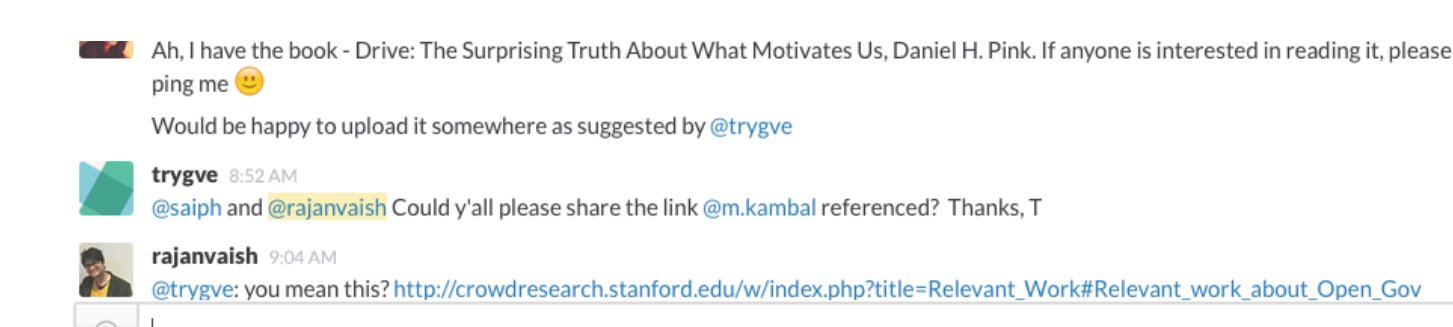 Ah, I have the book - Drive: The Surprising Truth About What Motivates Us, Daniel H. Pink. If anyone is interested in reading it, please
ping me 🙂
Would be happy to upload it somewhere as suggested by @trygve
trygve 8:52 AM
@saiph and @rajanvaish Could y'all please share the link @m.kambal referenced? Thanks, T
rajanvaish 9:04 AM
@trygve: you mean this? http://crowdresearch.stanford.edu/w/index.php?title=Relevant_Work#Relevant_work_about_Open_Gov